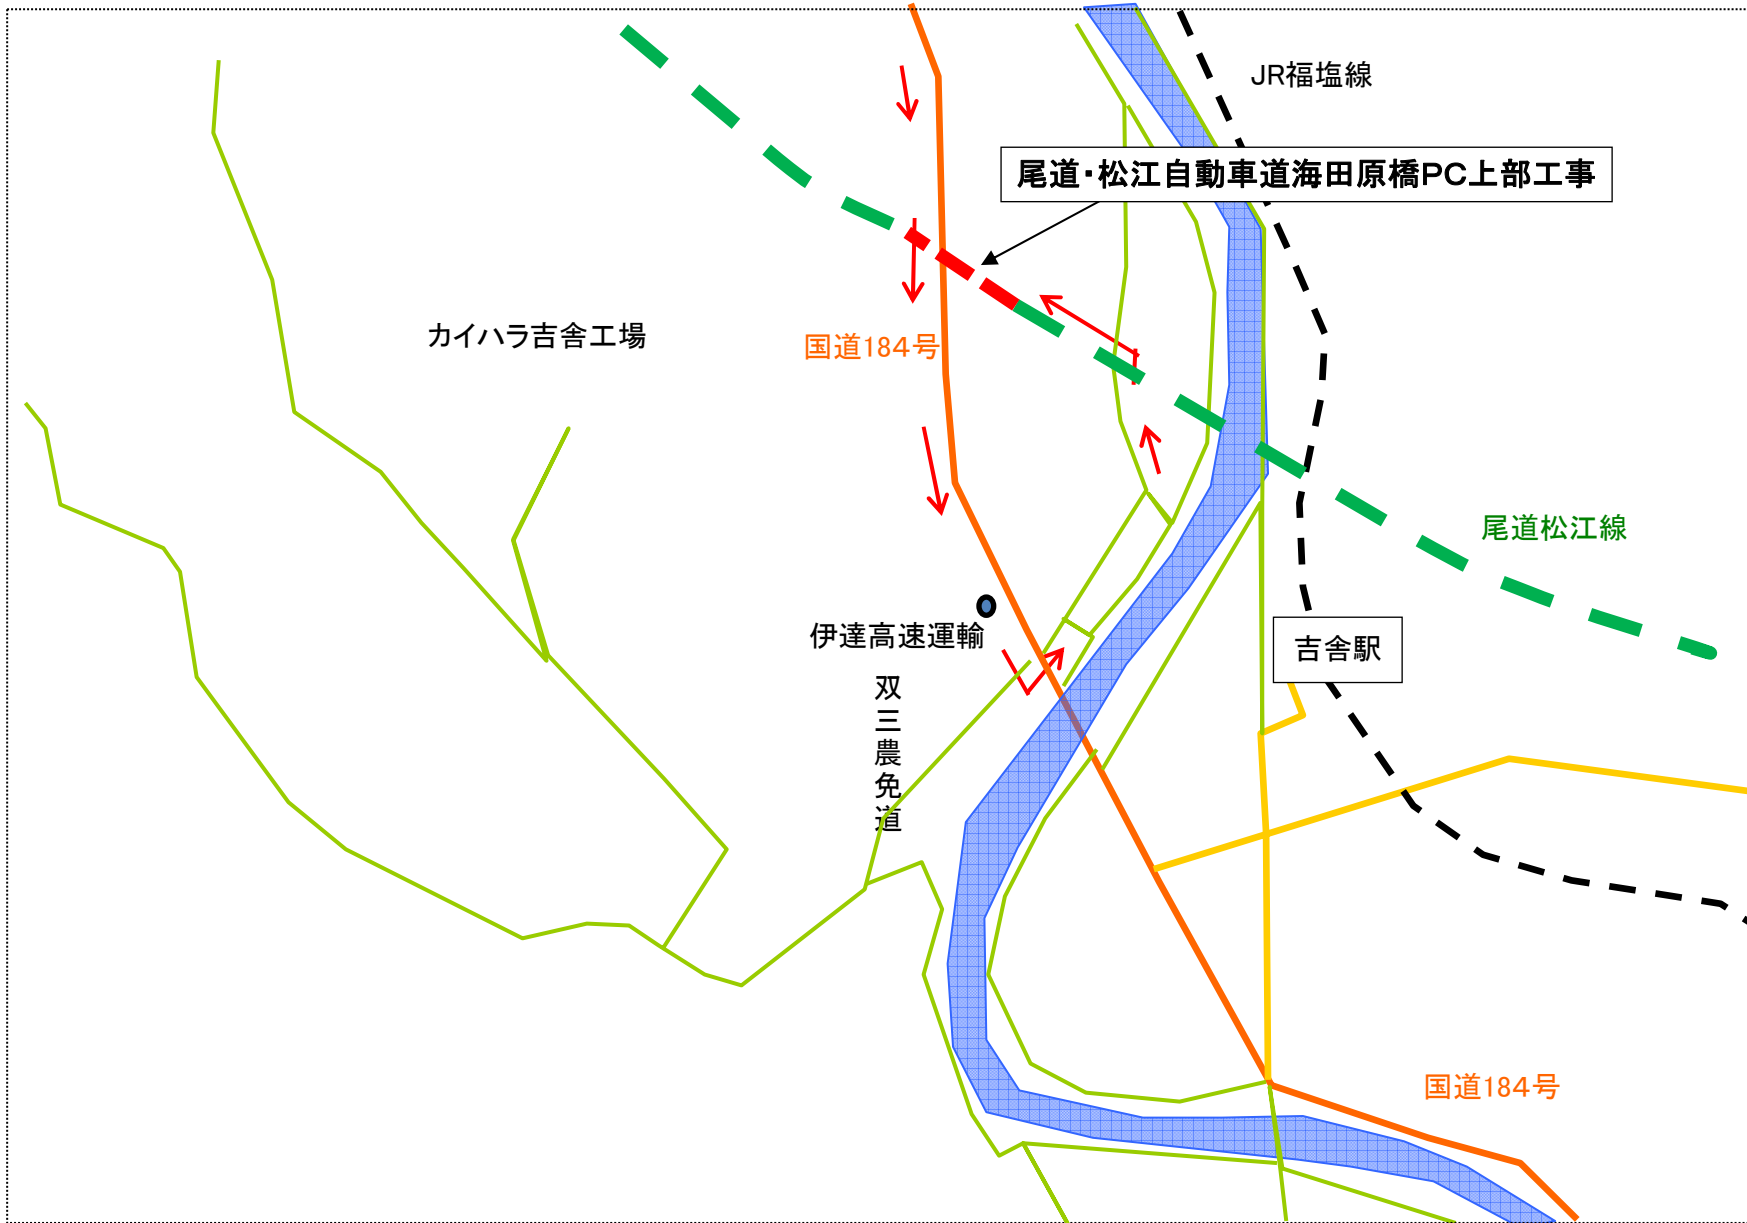 JR福塩線
尾道・松江自動車道海田原橋PC上部工事
カイハラ吉舎工場
国道184号
尾道松江線
伊達高速運輸
吉舎駅
双三農免道
国道184号